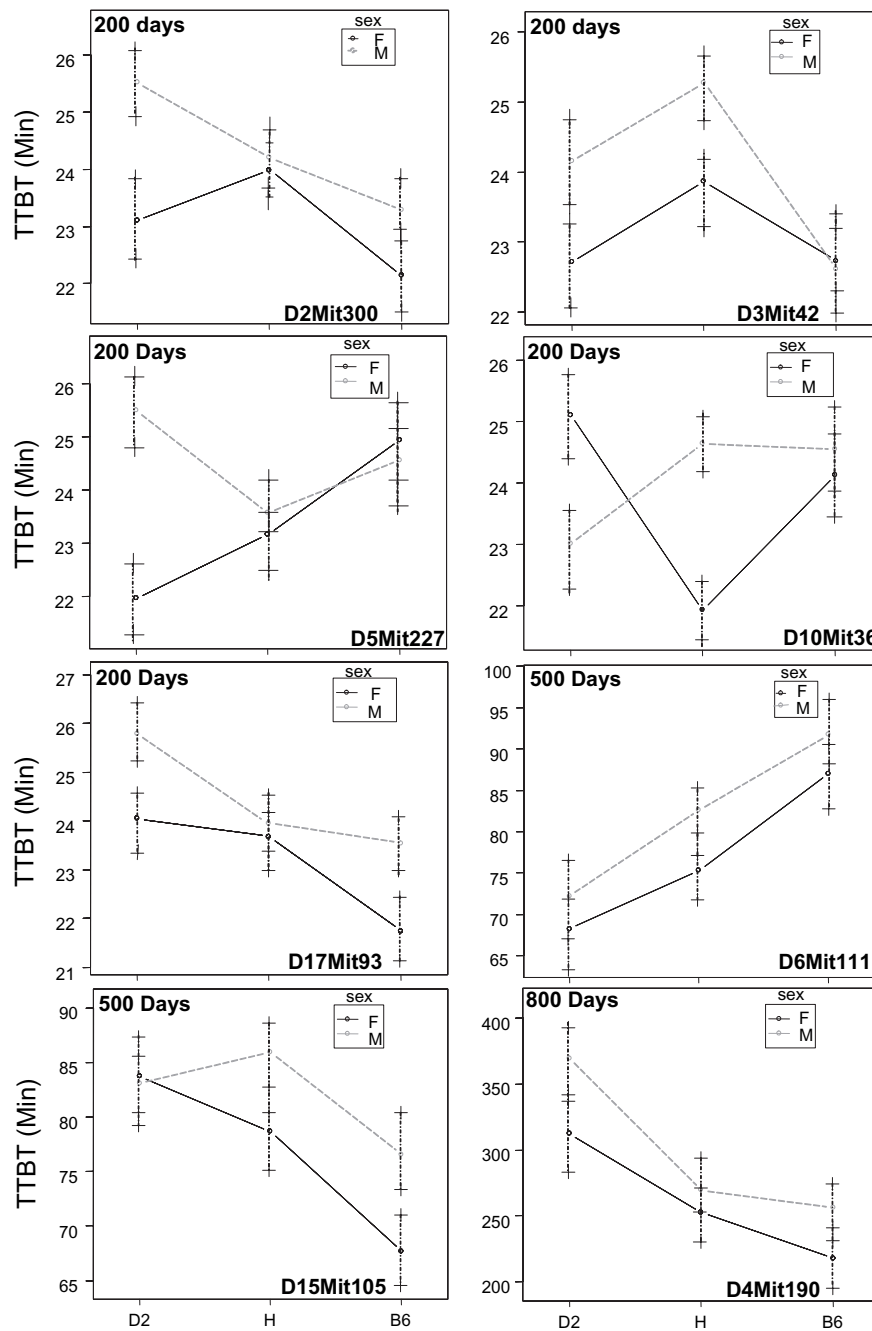 200 days
sex
F
M
26
25
24
23
22
TTBT (Min)
D2Mit300
200 days
sex
F
M
26
25
24
23
22
D3Mit42
200 Days
sex
F
M
26
25
24
23
22
TTBT (Min)
D5Mit227
200 Days
sex
F
M
26
25
24
23
22
D10Mit36
200 Days
sex
F
M
27
26
25
24
23
22
21
TTBT (Min)
D17Mit93
500 Days
sex
F
M
100
95
90
85
80
75
70
65
D6Mit111
500 Days
sex
F
M
90
85
80
75
70
65
TTBT (Min)
D15Mit105
D2
H
B6
800 Days
sex
F
M
400
350
300
250
200
D4Mit190
D2
H
B6